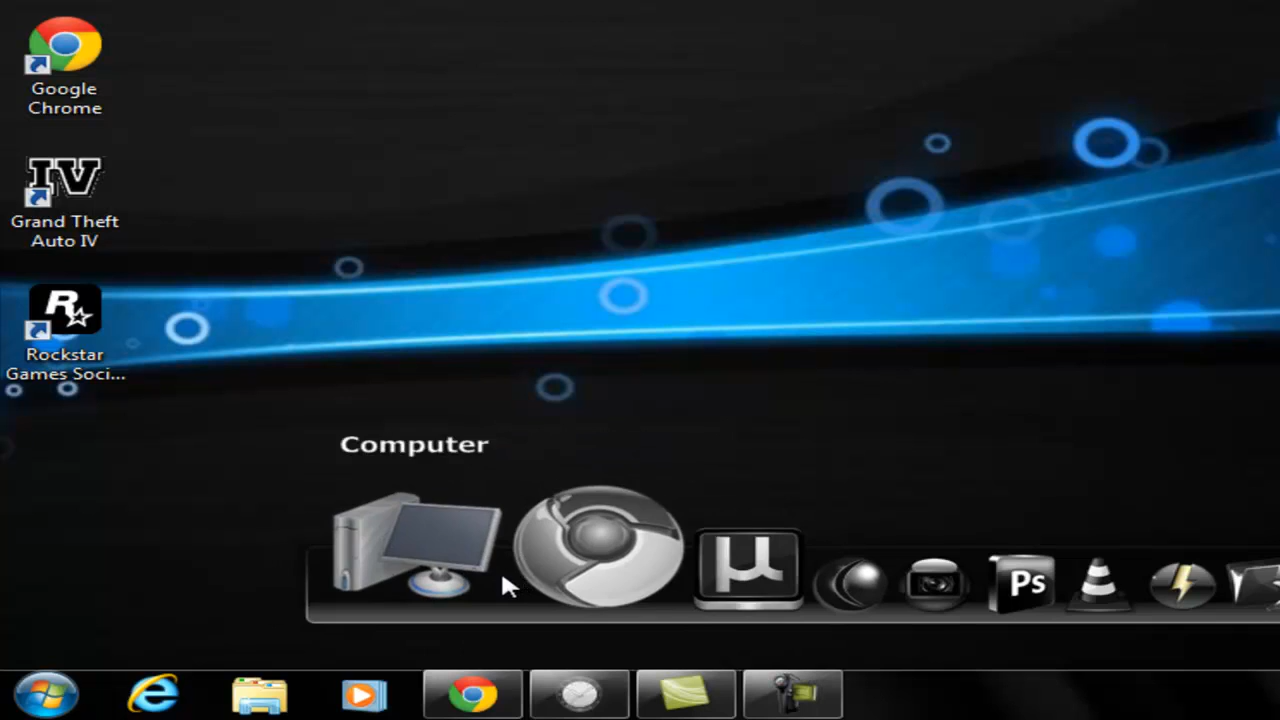 Google
Chrome
IV
Grand Theft
Auto IV
R
Rockstar
Games Soci...
Computer
µ
Ps